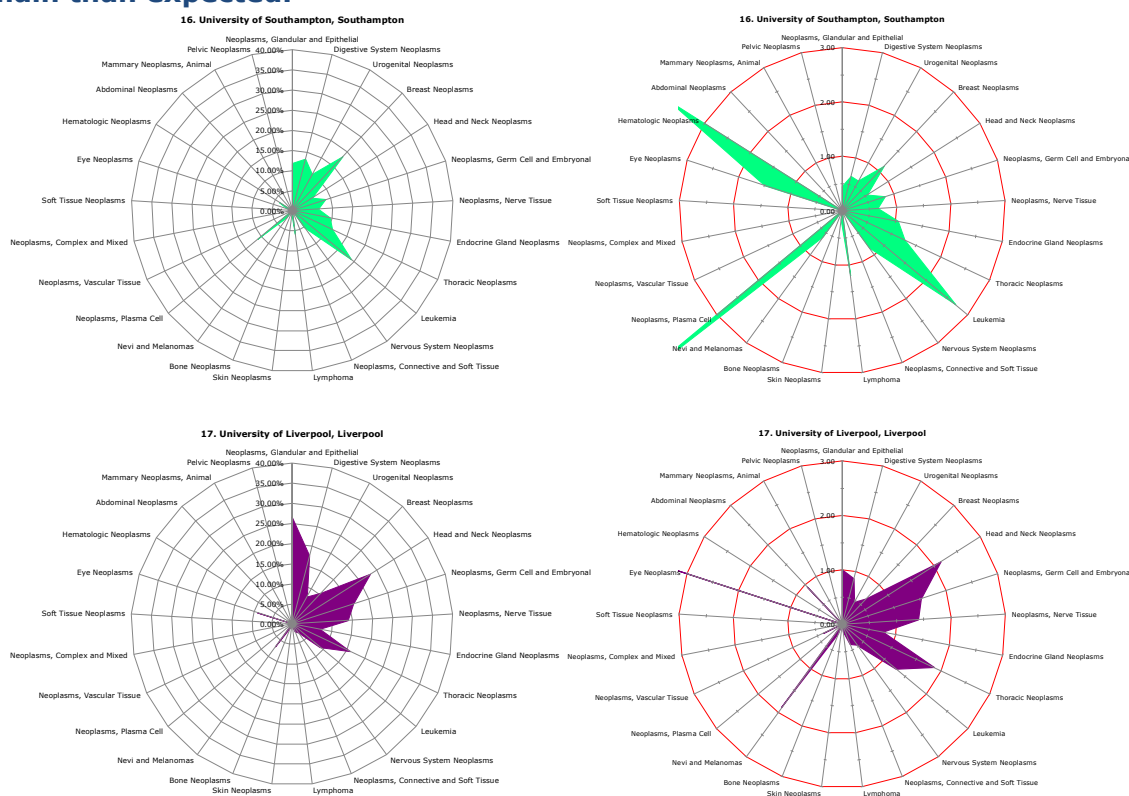 than expected.
16. University of Southampton, Southampton
Neoplasms, Glandular and Epithelial
Pelvic Neoplasms
Digestive System Neoplasms
Mammary Neoplasms, Animal
Urogenital Neoplasms
Abdominal Neoplasms
Breast Neoplasms
Hematologic Neoplasms
Head and Neck Neoplasms
Eye Neoplasms
Neoplasms, Germ Cell and Embryonal
Soft Tissue Neoplasms
Neoplasms, Nerve Tissue
Neoplasms, Complex and Mixed
Endocrine Gland Neoplasms
Neoplasms, Vascular Tissue
Thoracic Neoplasms
Neoplasms, Plasma Cell
Leukemia
Nevi and Melanomas
Nervous System Neoplasms
Bone Neoplasms
Neoplasms, Connective and Soft Tissue
Skin Neoplasms
Lymphoma
40.00%
35.00%
30.00%
25.00%
20.00%
15.00%
10.00%
5.00%
0.00%
16. University of Southampton, Southampton
Neoplasms, Glandular and Epithelial
Pelvic Neoplasms
Digestive System Neoplasms
Mammary Neoplasms, Animal
Urogenital Neoplasms
Abdominal Neoplasms
Breast Neoplasms
Hematologic Neoplasms
Head and Neck Neoplasms
Eye Neoplasms
Neoplasms, Germ Cell and Embryona
Soft Tissue Neoplasms
Neoplasms, Nerve Tissue
Neoplasms, Complex and Mixed
Endocrine Gland Neoplasms
Neoplasms, Vascular Tissue
Thoracic Neoplasms
Neoplasms, Plasma Cell
Leukemia
Nevi and Melanomas
Nervous System Neoplasms
Bone Neoplasms
Neoplasms, Connective and Soft Tissue
Skin Neoplasms
Lymphoma
3.00
2.00
1.00
0.00
17. University of Liverpool, Liverpool
Neoplasms, Glandular and Epithelial
Pelvic Neoplasms
Digestive System Neoplasms
Mammary Neoplasms, Animal
Urogenital Neoplasms
Abdominal Neoplasms
Breast Neoplasms
Hematologic Neoplasms
Head and Neck Neoplasms
Eye Neoplasms
Neoplasms, Germ Cell and Embryonal
Soft Tissue Neoplasms
Neoplasms, Nerve Tissue
Neoplasms, Complex and Mixed
Endocrine Gland Neoplasms
Neoplasms, Vascular Tissue
Thoracic Neoplasms
Neoplasms, Plasma Cell
Leukemia
Nevi and Melanomas
Nervous System Neoplasms
Bone Neoplasms
Neoplasms, Connective and Soft Tissue
Skin Neoplasms
Lymphoma
40.00%
35.00%
30.00%
25.00%
20.00%
15.00%
10.00%
5.00%
0.00%
17. University of Liverpool, Liverpool
Neoplasms, Glandular and Epithelial
Pelvic Neoplasms
Digestive System Neoplasms
Mammary Neoplasms, Animal
Urogenital Neoplasms
Abdominal Neoplasms
Breast Neoplasms
Hematologic Neoplasms
Head and Neck Neoplasms
Eye Neoplasms
Neoplasms, Germ Cell and Embryona
Soft Tissue Neoplasms
Neoplasms, Nerve Tissue
Neoplasms, Complex and Mixed
Endocrine Gland Neoplasms
Neoplasms, Vascular Tissue
Thoracic Neoplasms
Neoplasms, Plasma Cell
Leukemia
Nevi and Melanomas
Nervous System Neoplasms
Bone Neoplasms
Neoplasms, Connective and Soft Tissue
Skin Neoplasms
Lymphoma
3.00
2.00
1.00
0.00